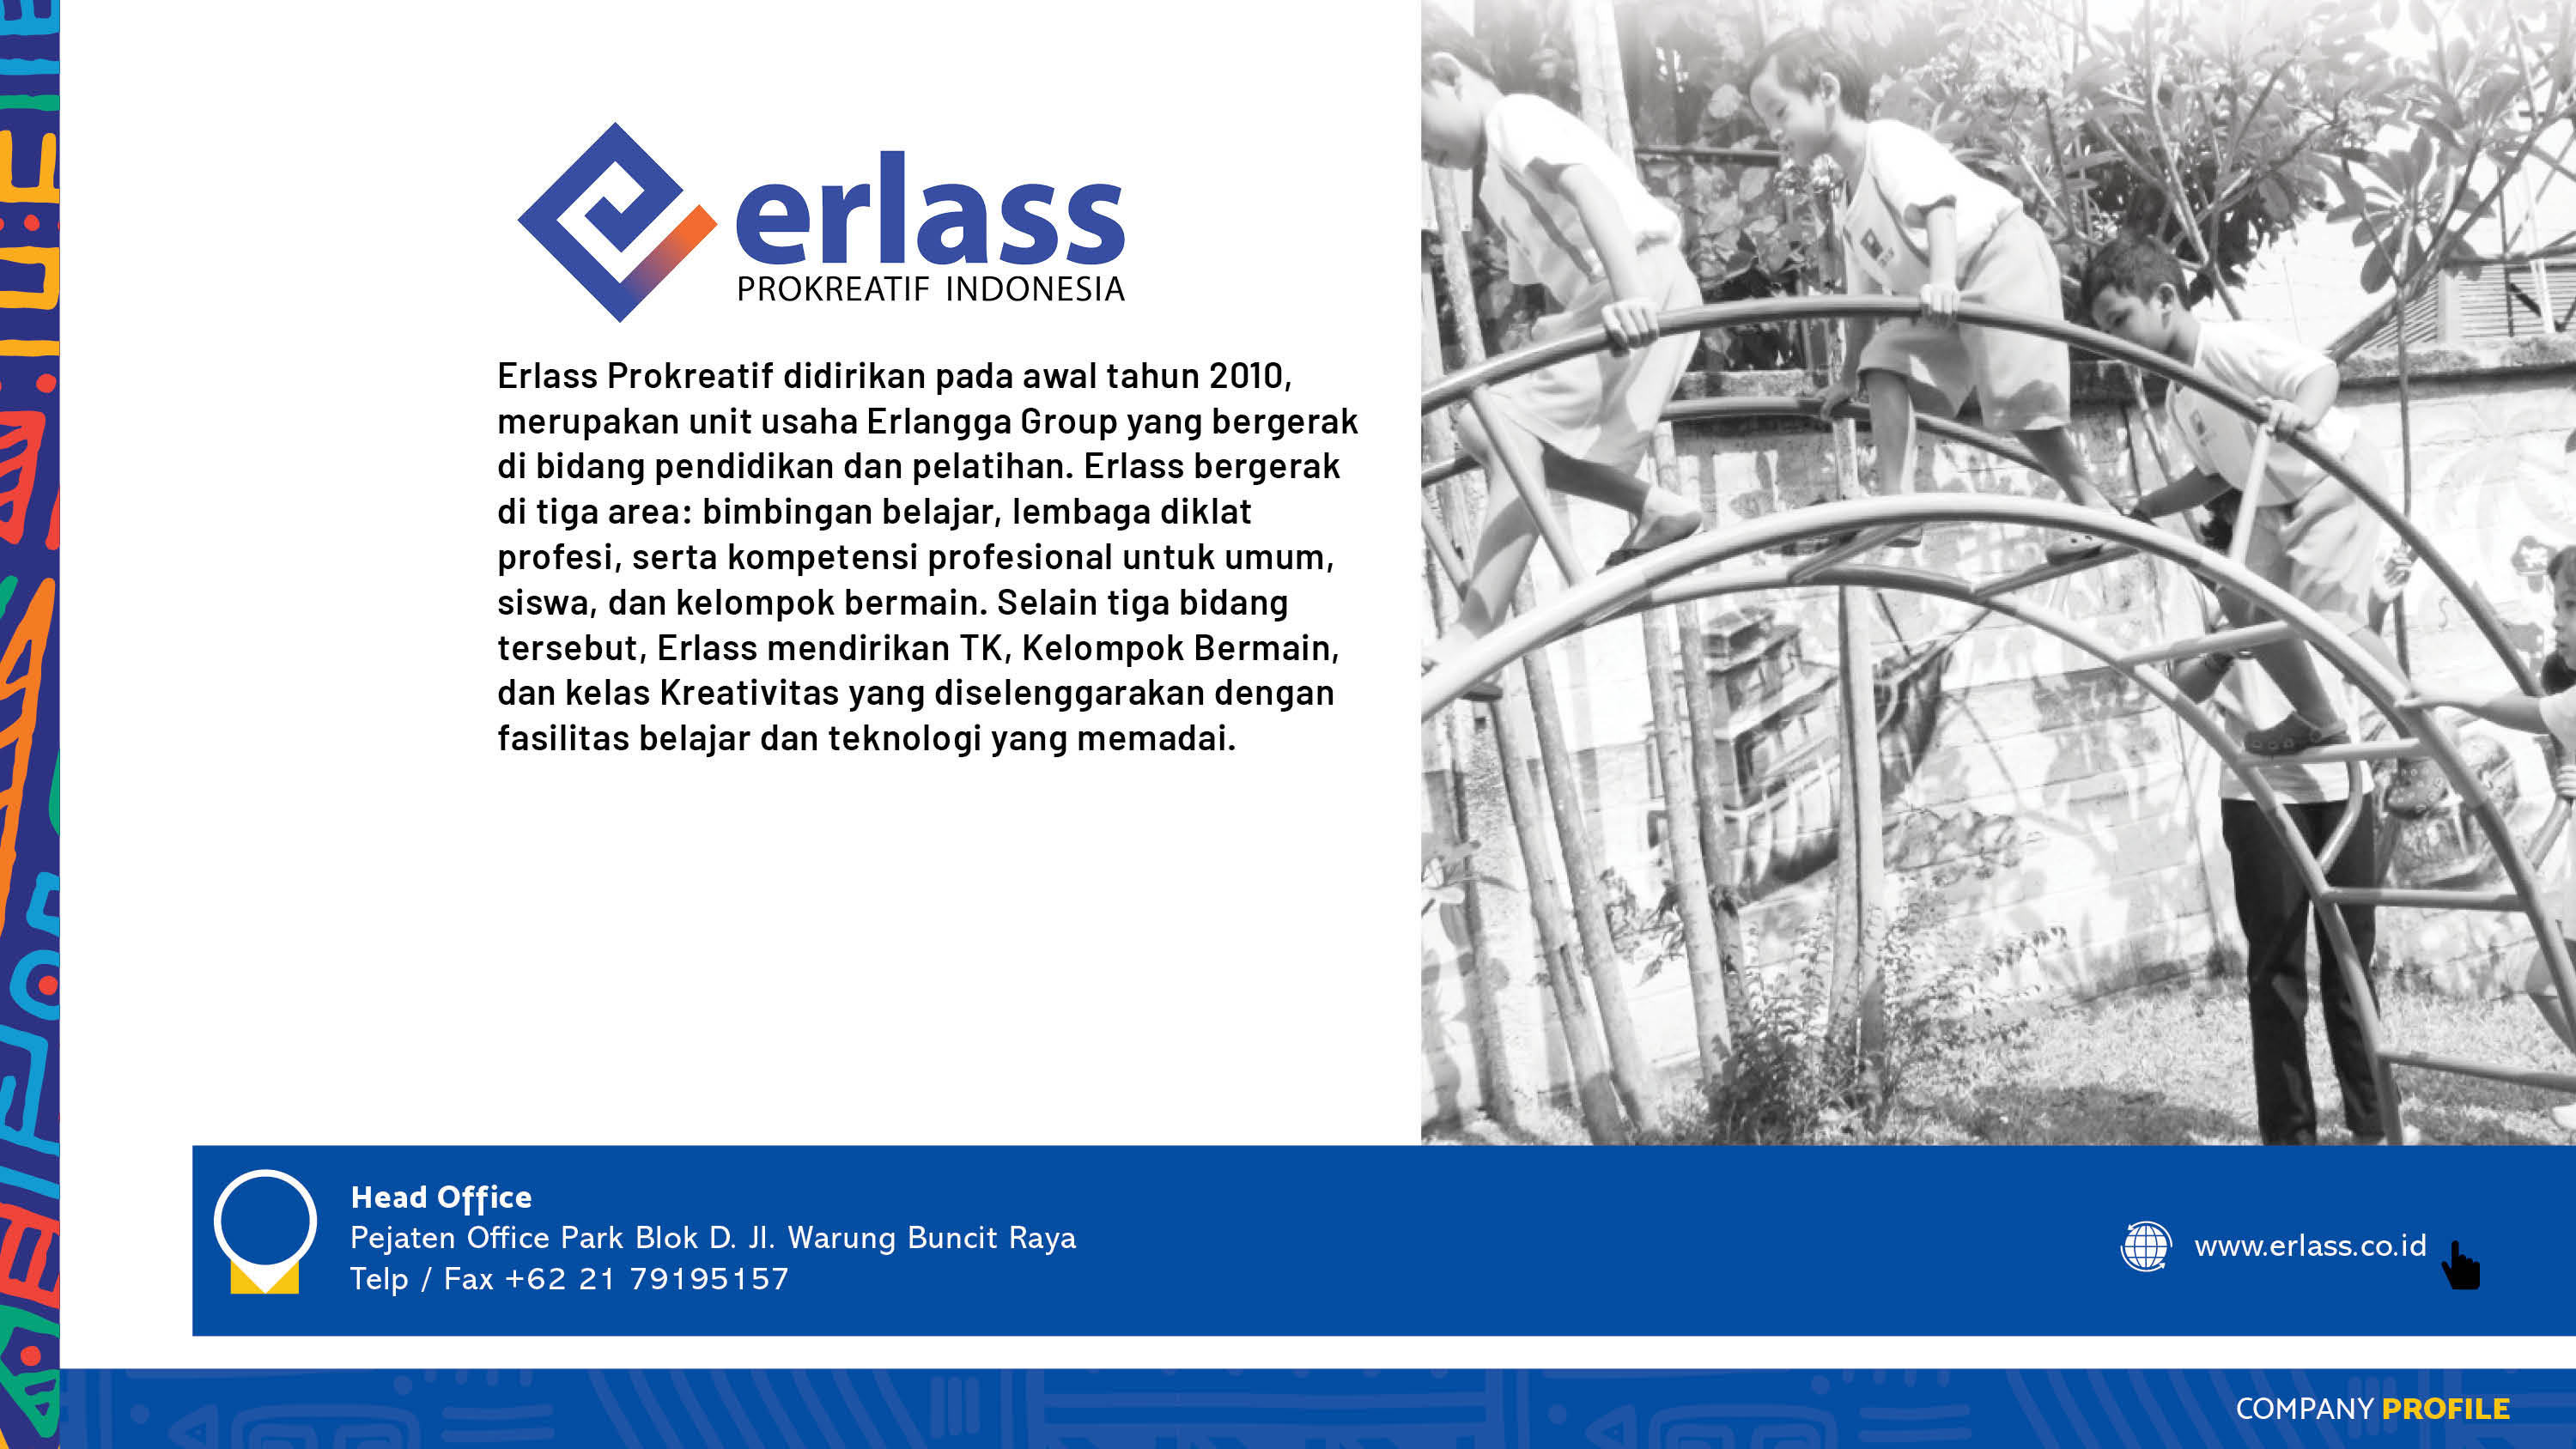 erlass
PROKREATIF INDONESIA
Erlass Prokreatif didirikan pada awal tahun 2010,
merupakan unit usaha Erlangga Group yang bergerak
di bidang pendidikan dan pelatihan. Erlass bergerak
di tiga area: bimbingan belajar, lembaga diklat
profesi, serta kompetensi profesional untuk umum,
siswa, dan kelompok bermain. Selain tiga bidang
tersebut, Erlass mendirikan TK, Kelompok Bermain,
dan kelas Kreativitas yang diselenggarakan dengan
fasilitas belajar dan teknologi yang memadai.
Head Office
Pejaten Office Park Blok D. Jl. Warung Buncit Raya
Telp / Fax +62 21 79195157
www.erlass.co.id
COMPANY PROFILE